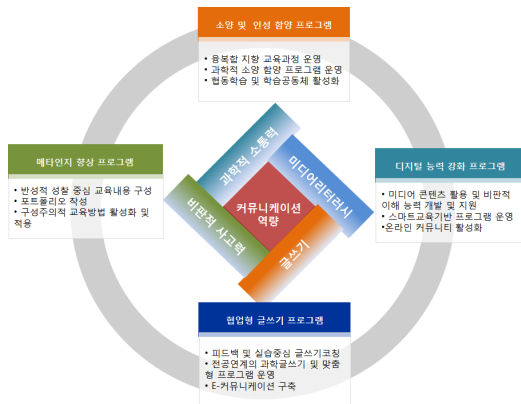 소양 및 인성 함양 프로그램
• 융복합 지향 교육과정 운영
• 과학적 소양 함양 프로그램 운영
• 협동학습 및 학습공동체 활성화
메타인지 향상 프로그램
• 반성적 성찰 중심 교육내용 구성
• 포트폴리오 작성
• 구성주의적 교육방법 활성화 및
적용
과학적 소통력
미디어리터러시
커뮤니케이션
역량
비판적 사고력
글쓰기
디지털 능력 강화 프로그램
• 미디어 콘텐츠 활용 및 비판적
이해 능력 개발 및 지원
• 스마트교육기반 프로그램 운영
•온라인 커뮤니티 활성화
협업형 글쓰기 프로그램
• 피드백 및 실습중심 글쓰기코칭
• 전공연계의 과학글쓰기 및 맞춤
형 프로그램 운영
• E-커뮤니케이션 구축